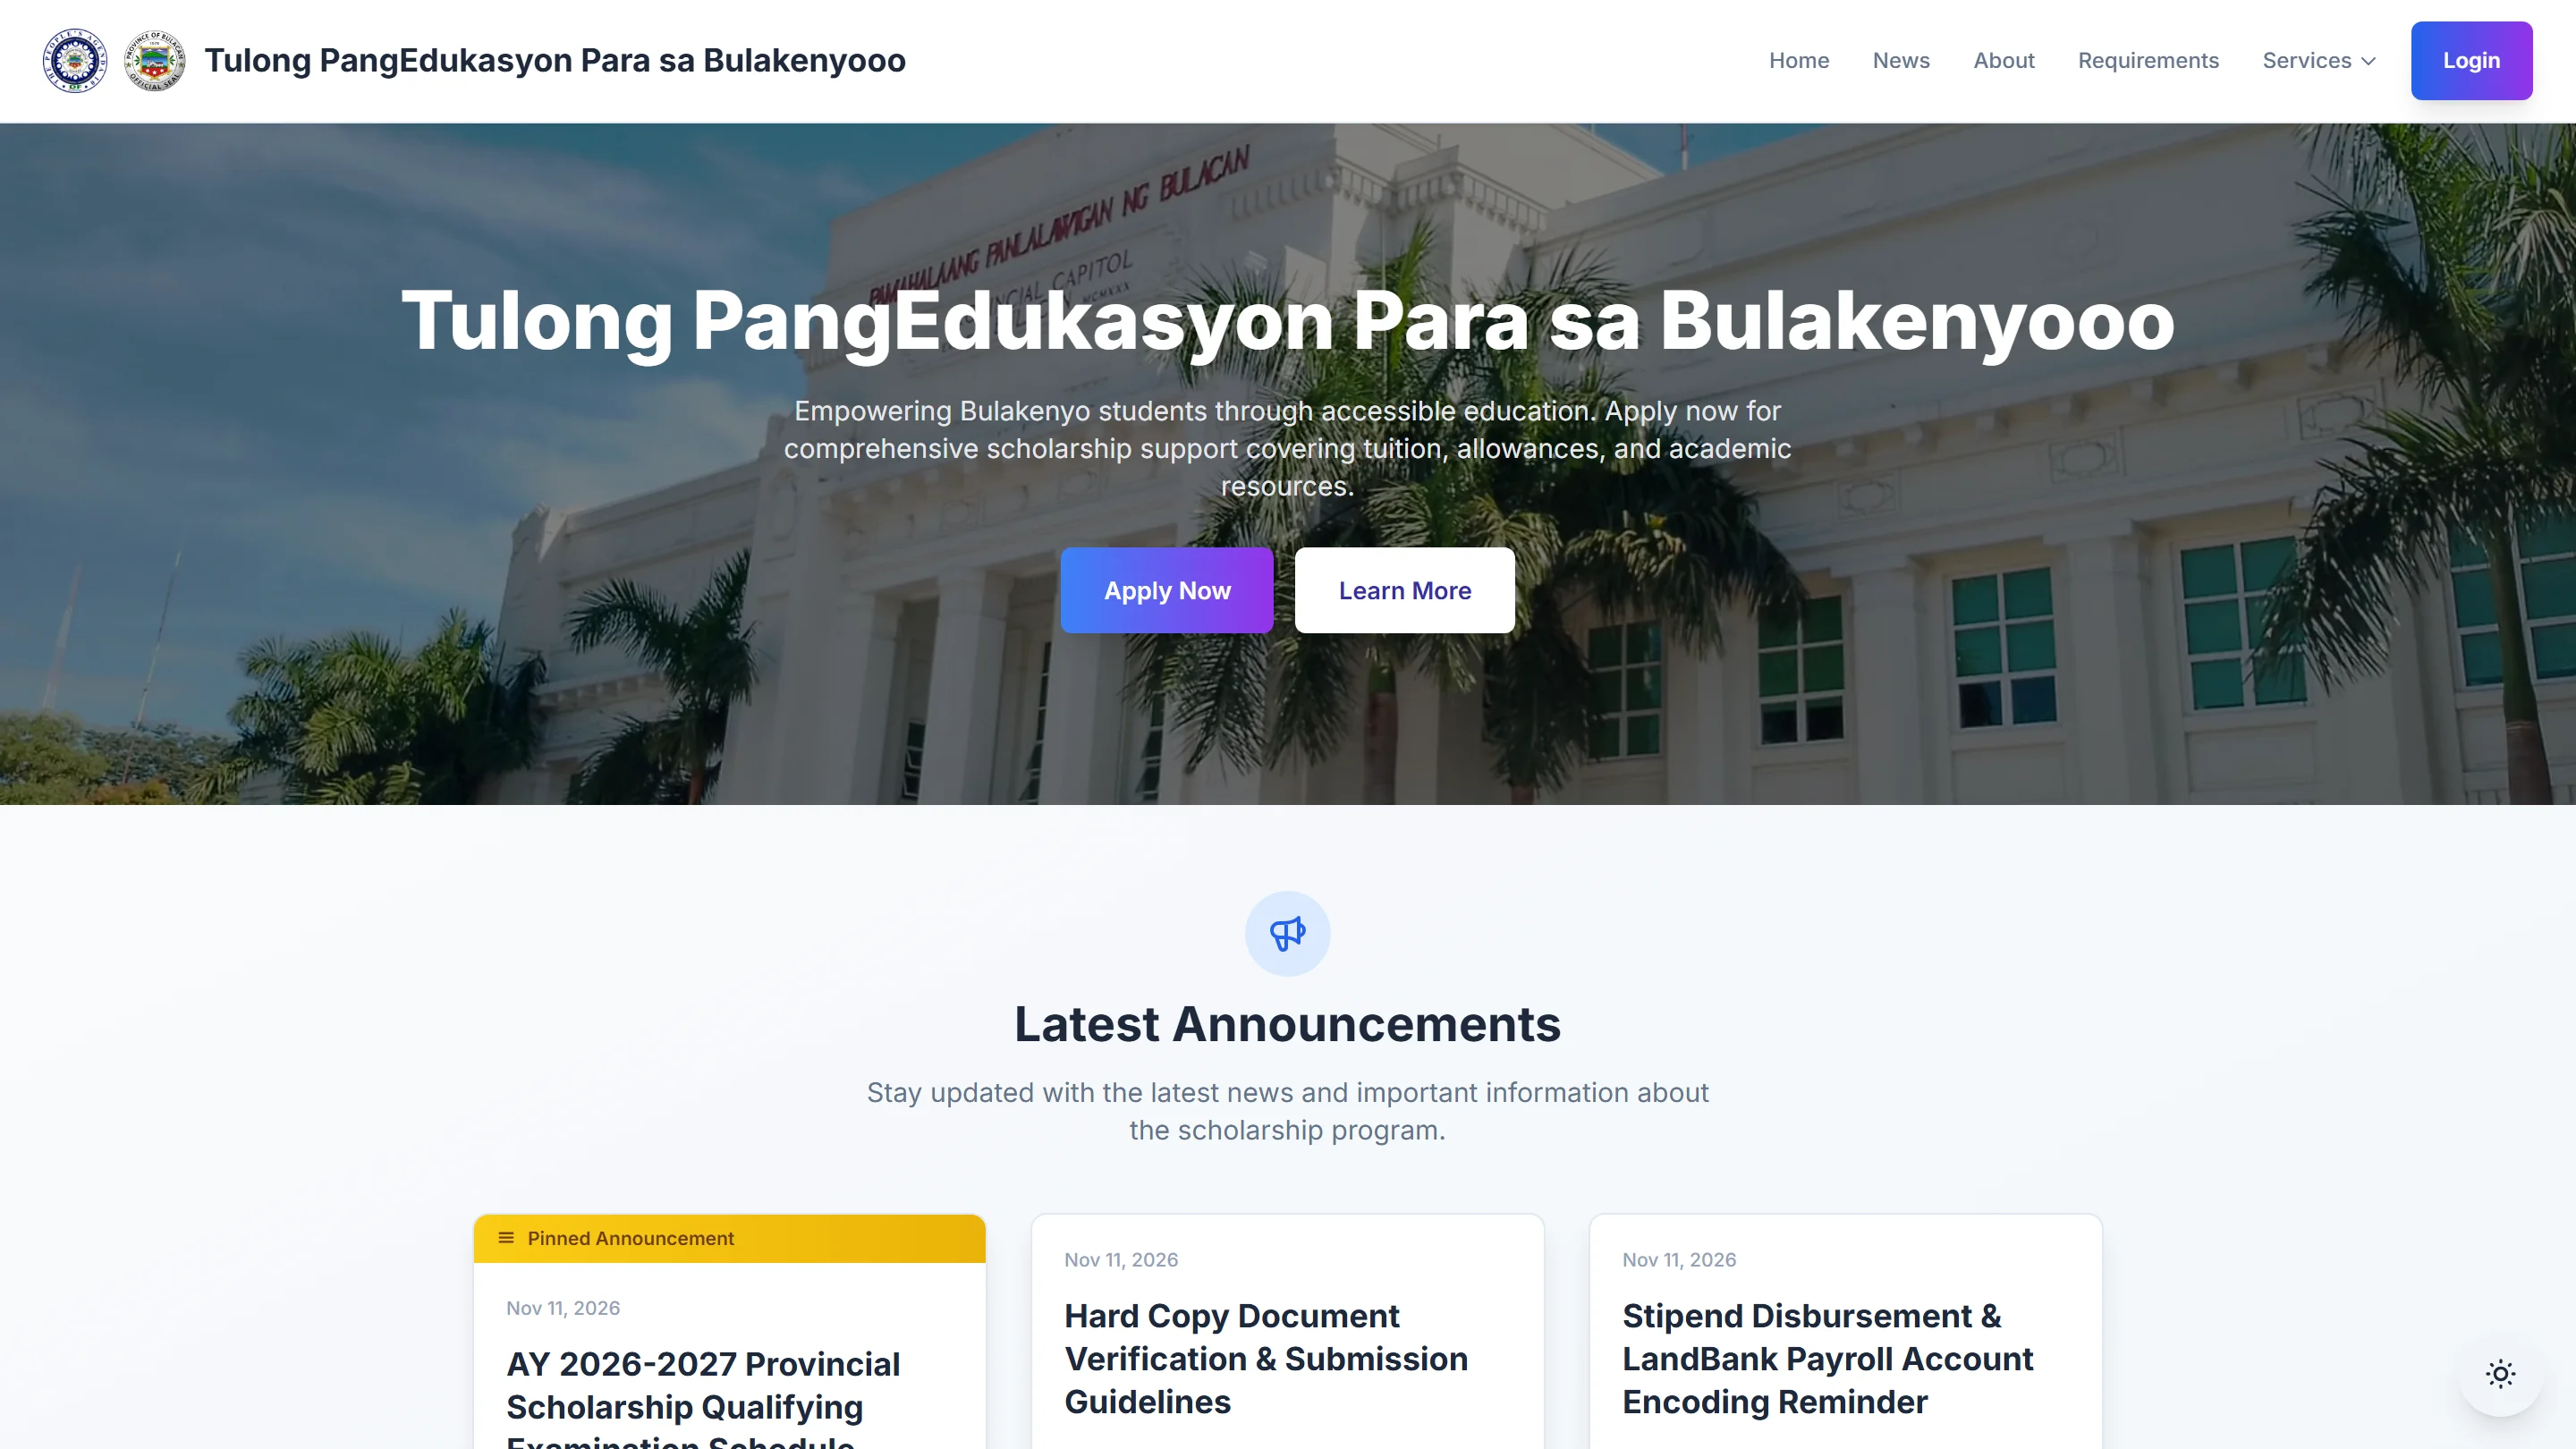 Tulong PangEdukasyon Para sa Bulakenyooo
Home
News
About
Requirements
Services
Login
PAMAHALAANG PANLALAWIGAN NG BULACAN
PROVINCIAL CAPITOL
MCMXXX
Tulong PangEdukasyon Para sa Bulakenyooo
Empowering Bulakenyo students through accessible education. Apply now for
comprehensive scholarship support covering tuition, allowances, and academic
resources.
Apply Now
Learn More
Latest Announcements
Stay updated with the latest news and important information about
the scholarship program.
Pinned Announcement
Nov 11, 2026
AY 2026-2027 Provincial
Scholarship Qualifying
Examination Schedule
Nov 11, 2026
Hard Copy Document
Verification & Submission
Guidelines
Nov 11, 2026
Stipend Disbursement &
LandBank Payroll Account
Encoding Reminder